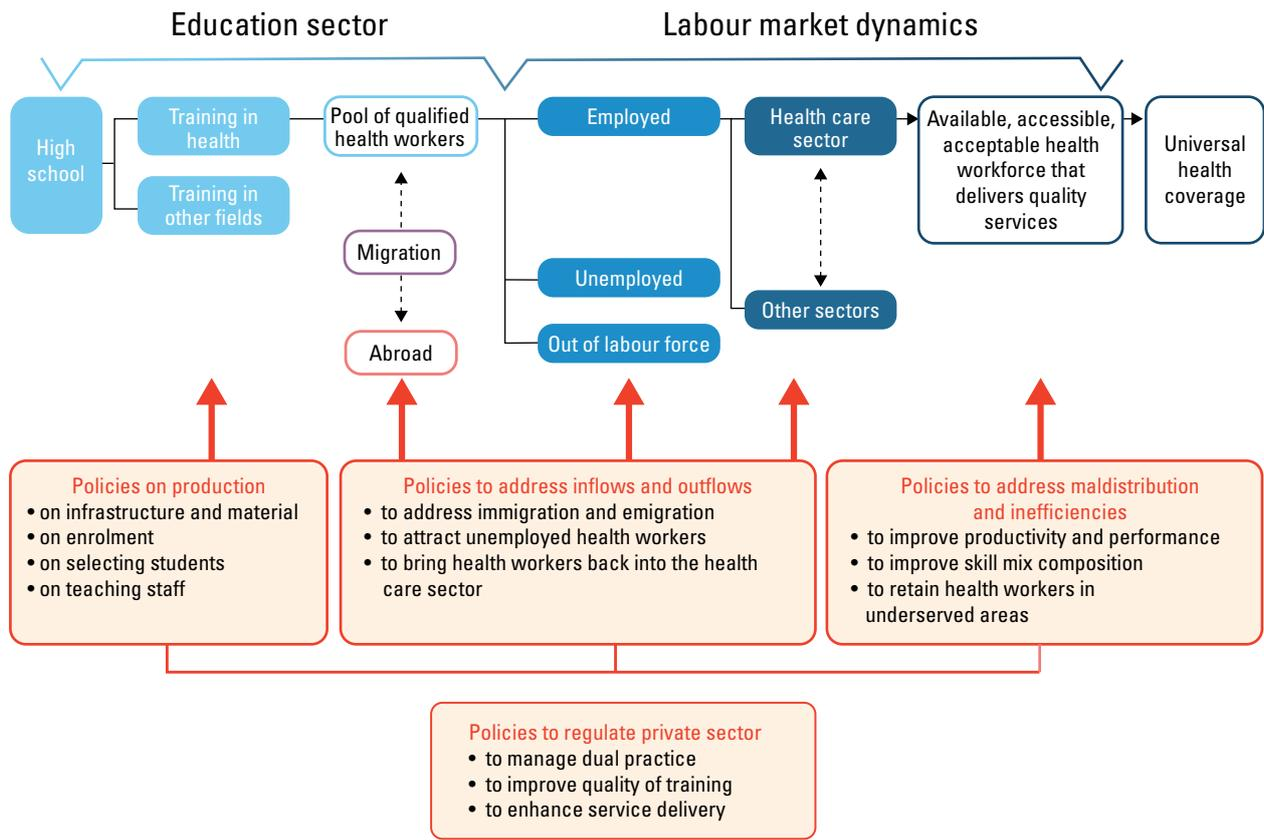 Education sector
Labour market dynamics
High
school
Training in
health
Training in
other fields
Pool of qualified
health workers
Migration
Abroad
Employed
Unemployed
Out of labour force
Health care
sector
Other sectors
Available, accessible,
acceptable health
workforce that
delivers quality
services
Universal
health
coverage
Policies on production
• on infrastructure and material
• on enrolment
• on selecting students
• on teaching staff
Policies to address inflows and outflows
• to address immigration and emigration
• to attract unemployed health workers
• to bring health workers back into the health
care sector
Policies to address maldistribution
and inefficiencies
• to improve productivity and performance
• to improve skill mix composition
• to retain health workers in
underserved areas
Policies to regulate private sector
• to manage dual practice
• to improve quality of training
• to enhance service delivery